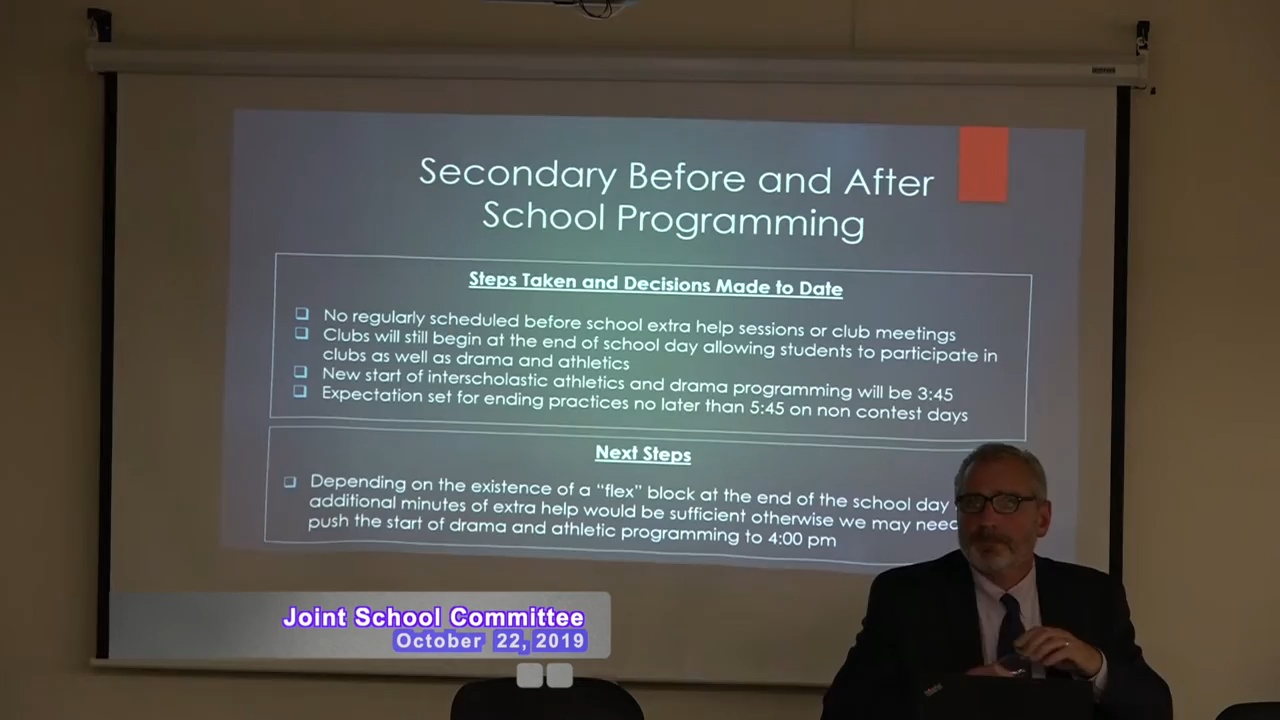 Secondary Before and After
School Programming
Steps Taken and Decisions Made to Date
No regularly scheduled before school extra help sessions or club meetings
Clubs will still begin at the end of school day allowing students to participate in
clubs as well as drama and athletics
New start of interscholastic athletics and drama programming will be 3:45
Expectation set for ending practices no later than 5:45 on non contest days
Next Steps
Depending on the existence of a “flex” block at the end of the school day
additional minutes of extra help would be sufficient otherwise we may need
push the start of drama and athletic programming to 4:00 pm
Joint School Committee
October 22, 2019